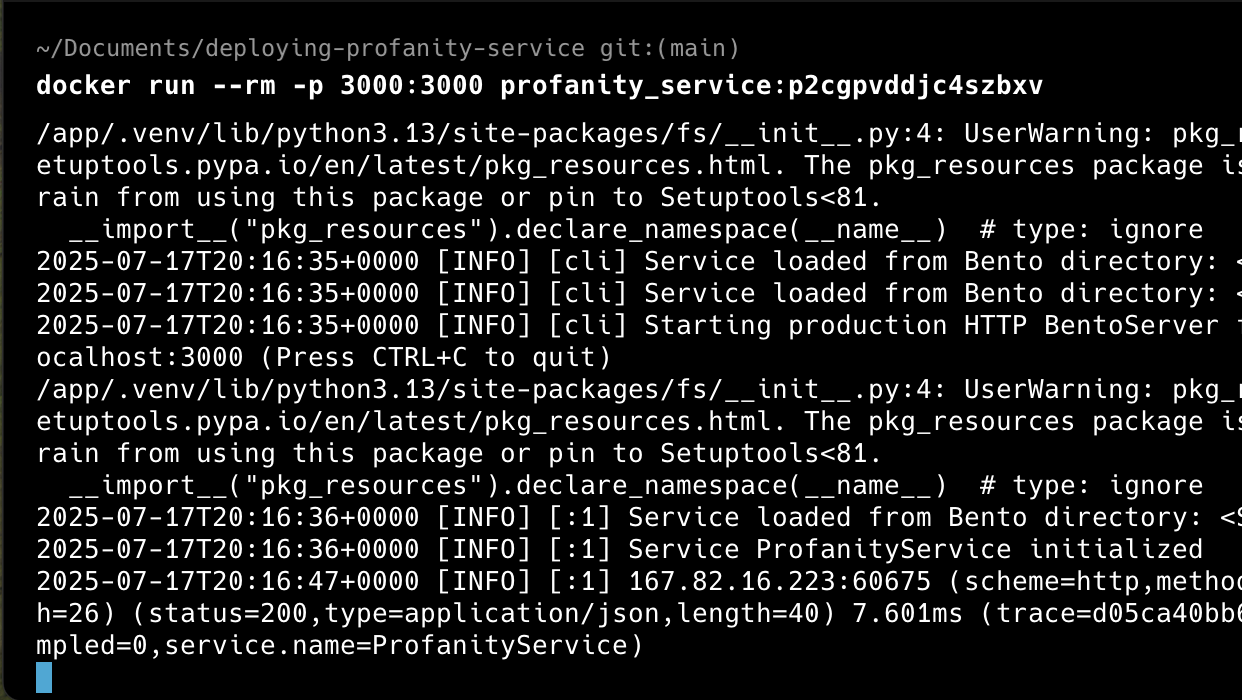 ~/Documents/deploying-profanity-service git:(main)
docker run --rm -p 3000:3000 profanity_service:p2cgpvddjc4szbxv
/app/.venv/lib/python3.13/site-packages/fs/__init__.py:4: UserWarning: pkg_
etuptools.pypa.io/en/latest/pkg_resources.html. The pkg_resources package is
rain from using this package or pin to Setuptools<81.
  __import__("pkg_resources").declare_namespace(__name__)  # type: ignore
2025-07-17T20:16:35+0000 [INFO] [cli] Service loaded from Bento directory: <
2025-07-17T20:16:35+0000 [INFO] [cli] Service loaded from Bento directory: <
2025-07-17T20:16:35+0000 [INFO] [cli] Starting production HTTP BentoServer
ocalhost:3000 (Press CTRL+C to quit)
/app/.venv/lib/python3.13/site-packages/fs/__init__.py:4: UserWarning: pkg_
etuptools.pypa.io/en/latest/pkg_resources.html. The pkg_resources package is
rain from using this package or pin to Setuptools<81.
  __import__("pkg_resources").declare_namespace(__name__)  # type: ignore
2025-07-17T20:16:36+0000 [INFO] [:1] Service loaded from Bento directory: <S
2025-07-17T20:16:36+0000 [INFO] [:1] Service ProfanityService initialized
2025-07-17T20:16:47+0000 [INFO] [:1] 167.82.16.223:60675 (scheme=http,metho
h=26) (status=200,type=application/json,length=40) 7.601ms (trace=d05ca40bb6
mpled=0,service.name=ProfanityService)